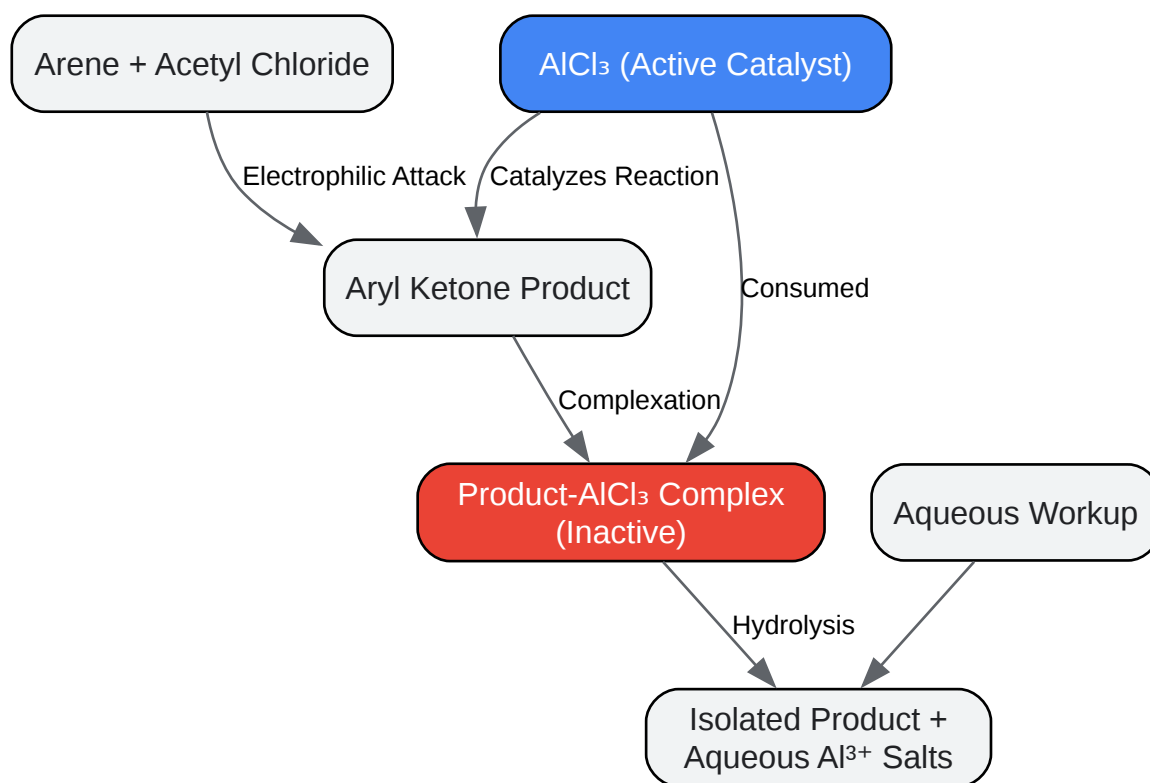 Arene + Acetyl Chloride
AlCl₃ (Active Catalyst)
Electrophilic Attack
Catalyzes Reaction
Aryl Ketone Product
Consumed
Complexation
Product-AlCl₃ Complex
(Inactive)
Aqueous Workup
Hydrolysis
Isolated Product +
Aqueous Al³⁺ Salts